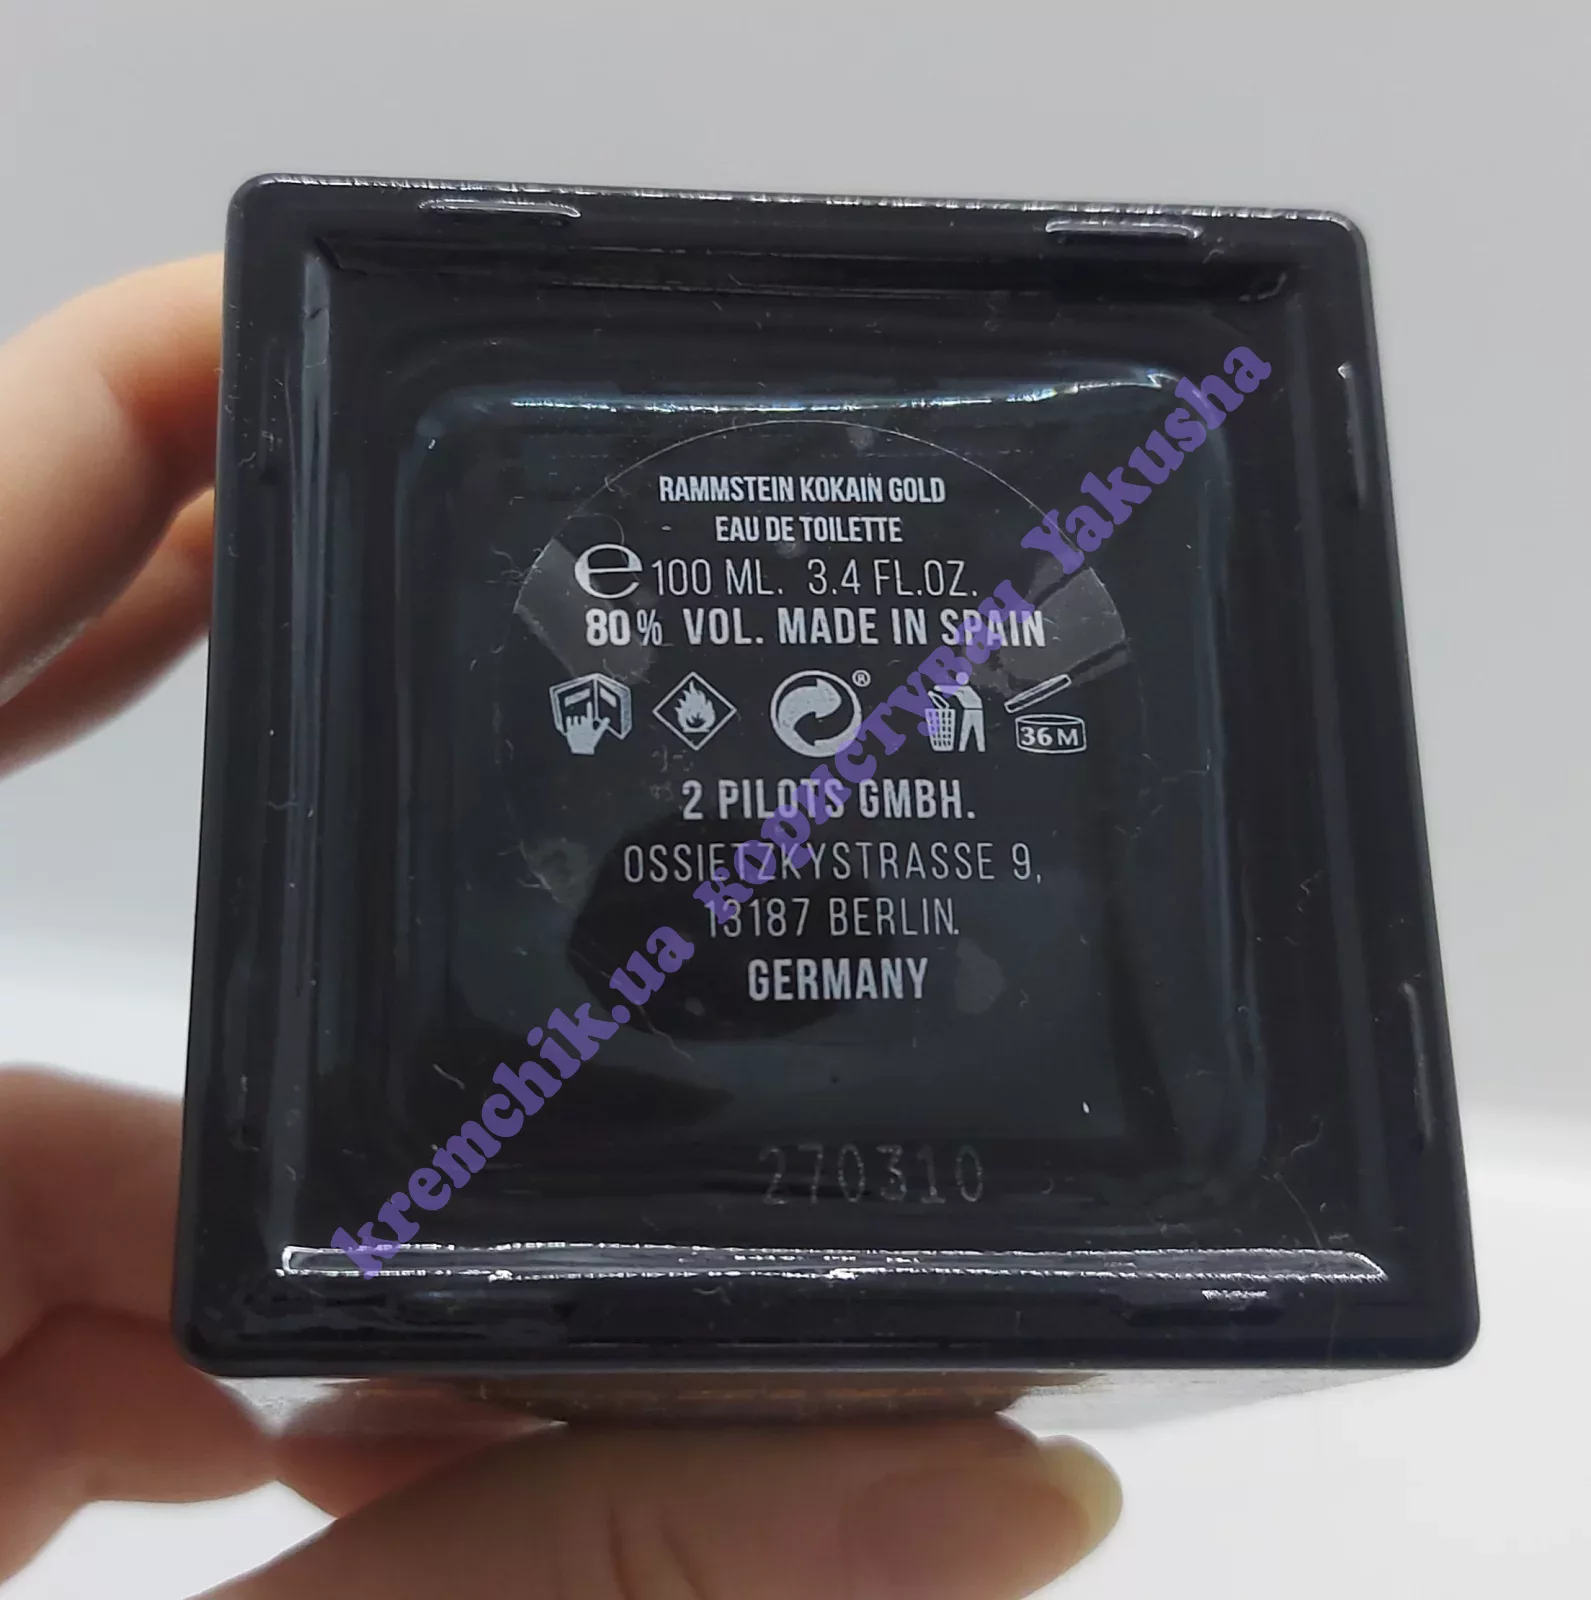 RAMMSTEIN KOKAIN GOLD
EAU DE TOILETTE
℮ 100 ML. 3.4 FL.OZ.
80% VOL. MADE IN SPAIN
®
36 M
2 PILOTS GMBH.
OSSIETZKYSTRASSE 9,
13187 BERLIN.
GERMANY
270310
kremchik.ua користувач Yakusha